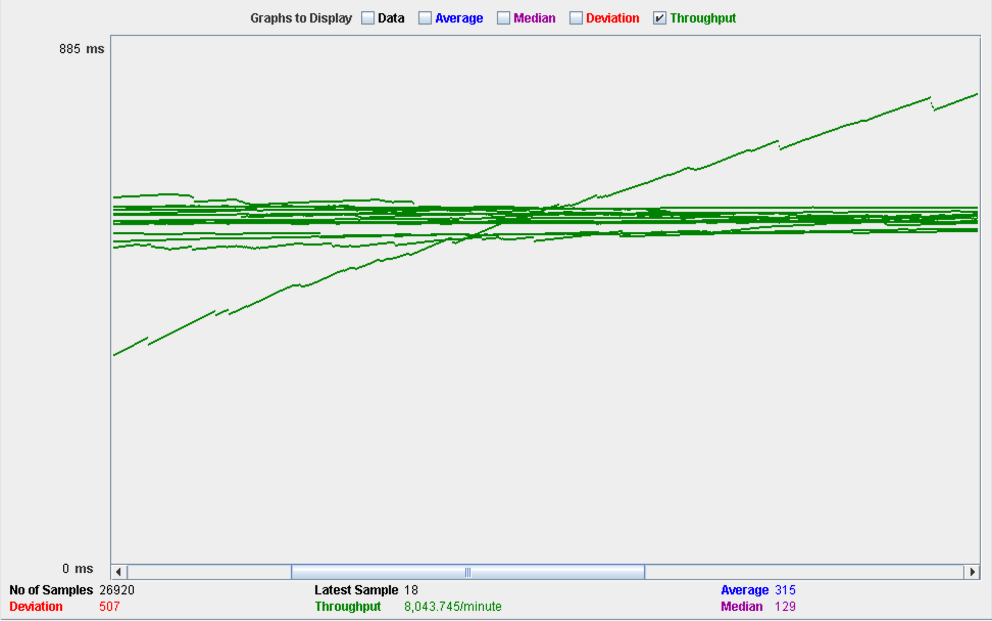 Graphs to Display Data Average Median Deviation Throughput
885 ms
0 ms
No of Samples 26920 Latest Sample 18 Average 315
Deviation 507 Throughput 8,043.745/minute Median 129